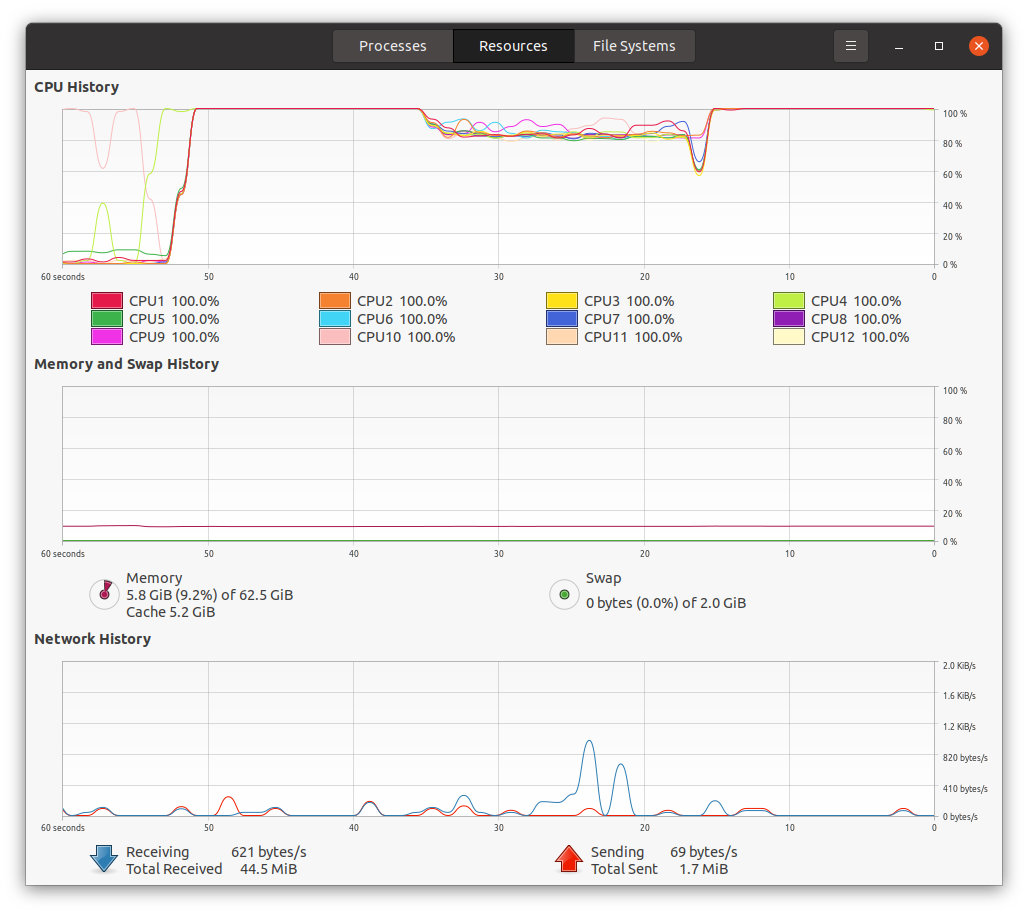 Processes Resources File Systems
CPU History
100 %
80 %
60 %
40 %
20 %
0 %
60 seconds 50 40 30 20 10 0
CPU1 100.0% CPU2 100.0% CPU3 100.0% CPU4 100.0%
CPU5 100.0% CPU6 100.0% CPU7 100.0% CPU8 100.0%
CPU9 100.0% CPU10 100.0% CPU11 100.0% CPU12 100.0%
Memory and Swap History
100 %
80 %
60 %
40 %
20 %
0 %
60 seconds 50 40 30 20 10 0
Memory
5.8 GiB (9.2%) of 62.5 GiB
Cache 5.2 GiB
Swap
0 bytes (0.0%) of 2.0 GiB
Network History
2.0 KiB/s
1.6 KiB/s
1.2 KiB/s
820 bytes/s
410 bytes/s
0 bytes/s
60 seconds 50 40 30 20 10 0
Receiving 621 bytes/s
Total Received 44.5 MiB
Sending 69 bytes/s
Total Sent 1.7 MiB